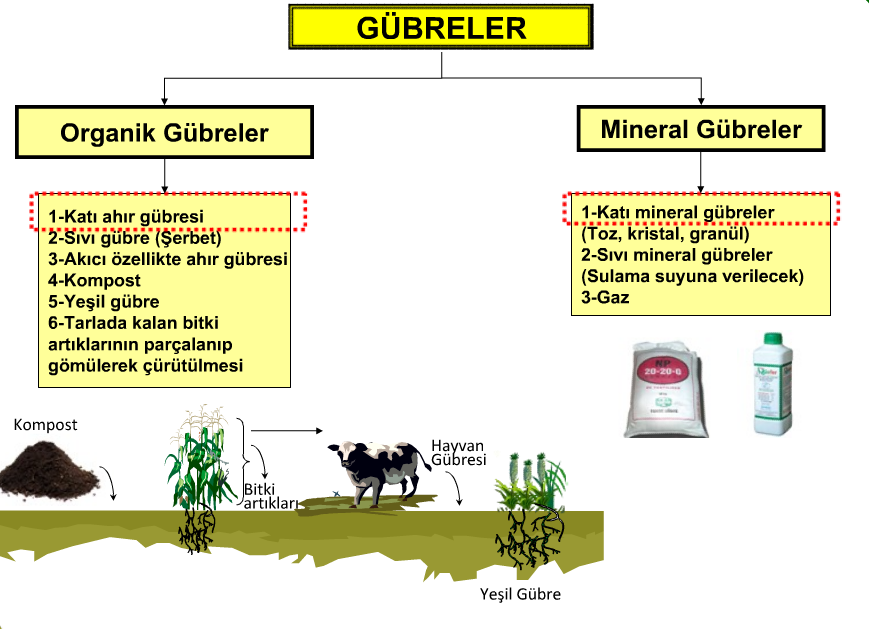 GÜBRELER
Organik Gübreler
Mineral Gübreler
1-Katı ahır gübresi
2-Sıvı gübre (Şerbet)
3-Akıcı özellikte ahır gübresi
4-Kompost
5-Yeşil gübre
6-Tarlada kalan bitki
artıklarının parçalanıp
gömülerek çürütülmesi
1-Katı mineral gübreler
(Toz, kristal, granül)
2-Sıvı mineral gübreler
(Sulama suyuna verilecek)
3-Gaz
NP
20-20-0
Kompost
Bitki
artıkları
Hayvan
Gübresi
Yeşil Gübre